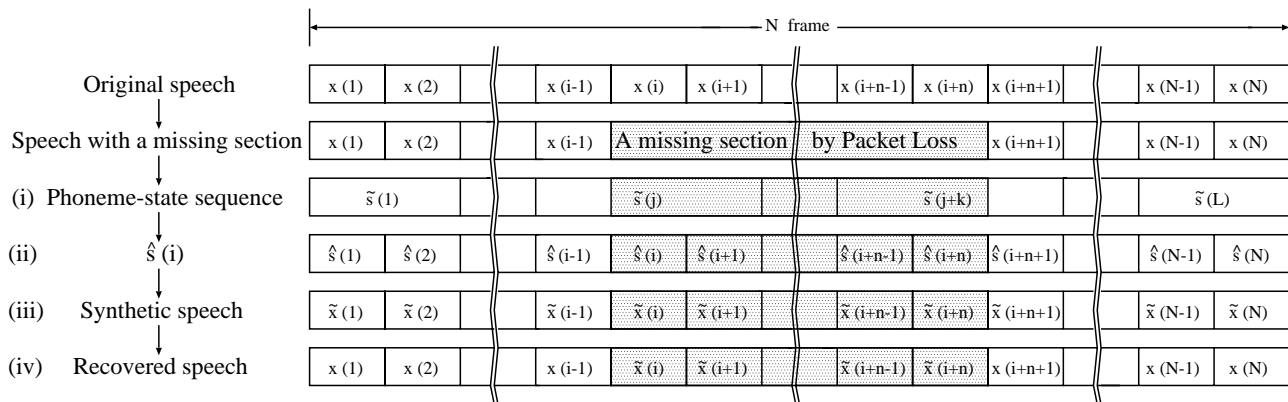 N frame
Original speech x (1) x (2) x (i-1) x (i) x (i+1) x (i+n-1) x (i+n) x (i+n+1) x (N-1) x (N)
Speech with a missing section x (1) x (2) x (i-1) A missing section by Packet Loss x (i+n+1) x (N-1) x (N)
(i) Phoneme-state sequence s̃ (1) s̃ (j) s̃ (j+k) s̃ (L)
(ii) ŝ (i) ŝ (1) ŝ (2) ŝ (i-1) ŝ (i) ŝ (i+1) ŝ (i+n-1) ŝ (i+n) ŝ (i+n+1) ŝ (N-1) ŝ (N)
(iii) Synthetic speech x̃ (1) x̃ (2) x̃ (i-1) x̃ (i) x̃ (i+1) x̃ (i+n-1) x̃ (i+n) x̃ (i+n+1) x̃ (N-1) x̃ (N)
(iv) Recovered speech x (1) x (2) x (i-1) x̃ (i) x̃ (i+1) x̃ (i+n-1) x̃ (i+n) x (i+n+1) x (N-1) x (N)